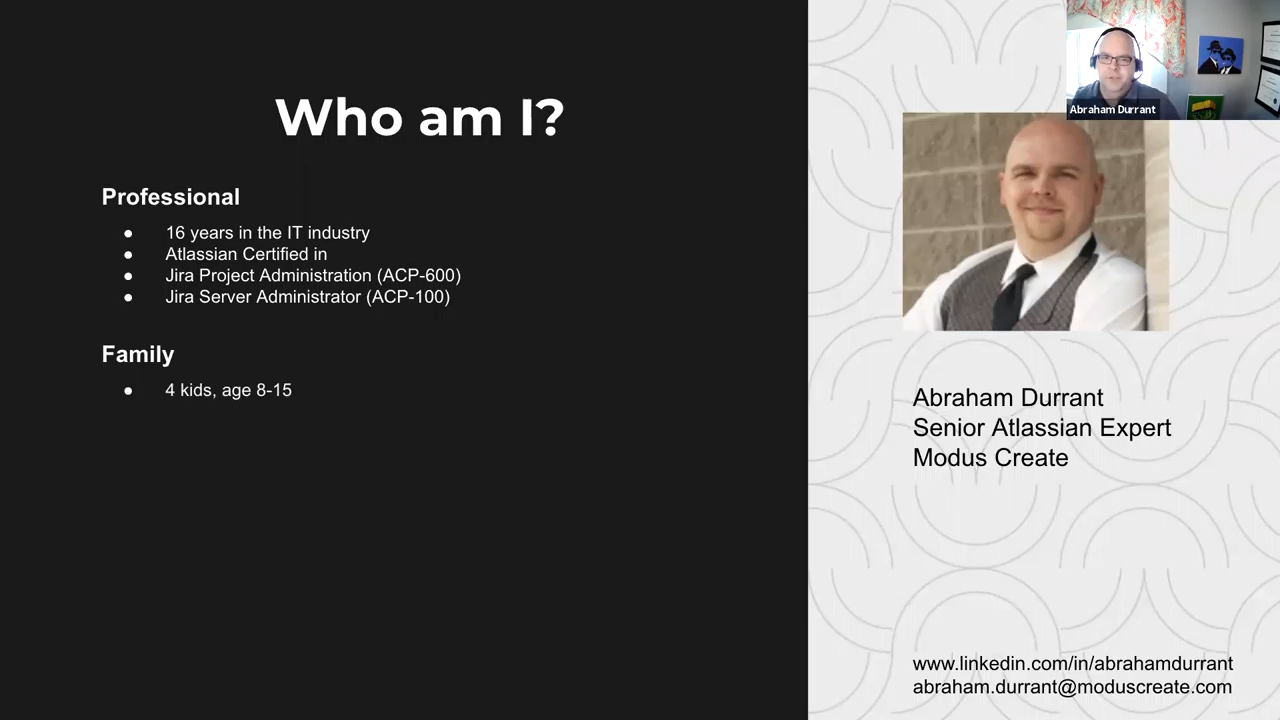 Who am I?
Professional
● 16 years in the IT industry
● Atlassian Certified in
● Jira Project Administration (ACP-600)
● Jira Server Administrator (ACP-100)
Family
● 4 kids, age 8-15
Abraham Durrant
Abraham Durrant
Senior Atlassian Expert
Modus Create
www.linkedin.com/in/abrahamdurrant
abraham.durrant@moduscreate.com